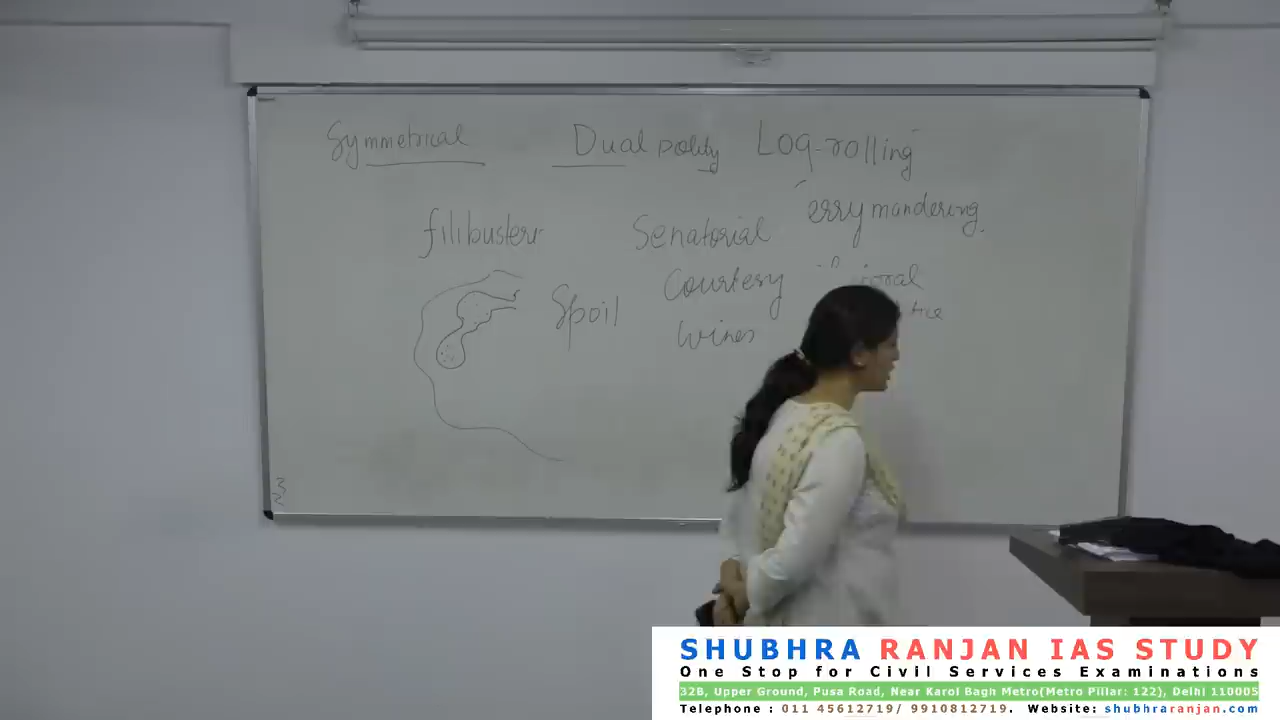 Symmetrical Dual polity Log-rolling
erry mandering.
filibuster Senatorial
Courtesy
Spoil
wines
SHUBHRA RANJAN IAS STUDY
One Stop for Civil Services Examinations
32B, Upper Ground, Pusa Road, Near Karol Bagh Metro(Metro Pillar: 122), Delhi 110005
Telephone : 011 45612719/ 9910812719. Website: shubhraranjan.com